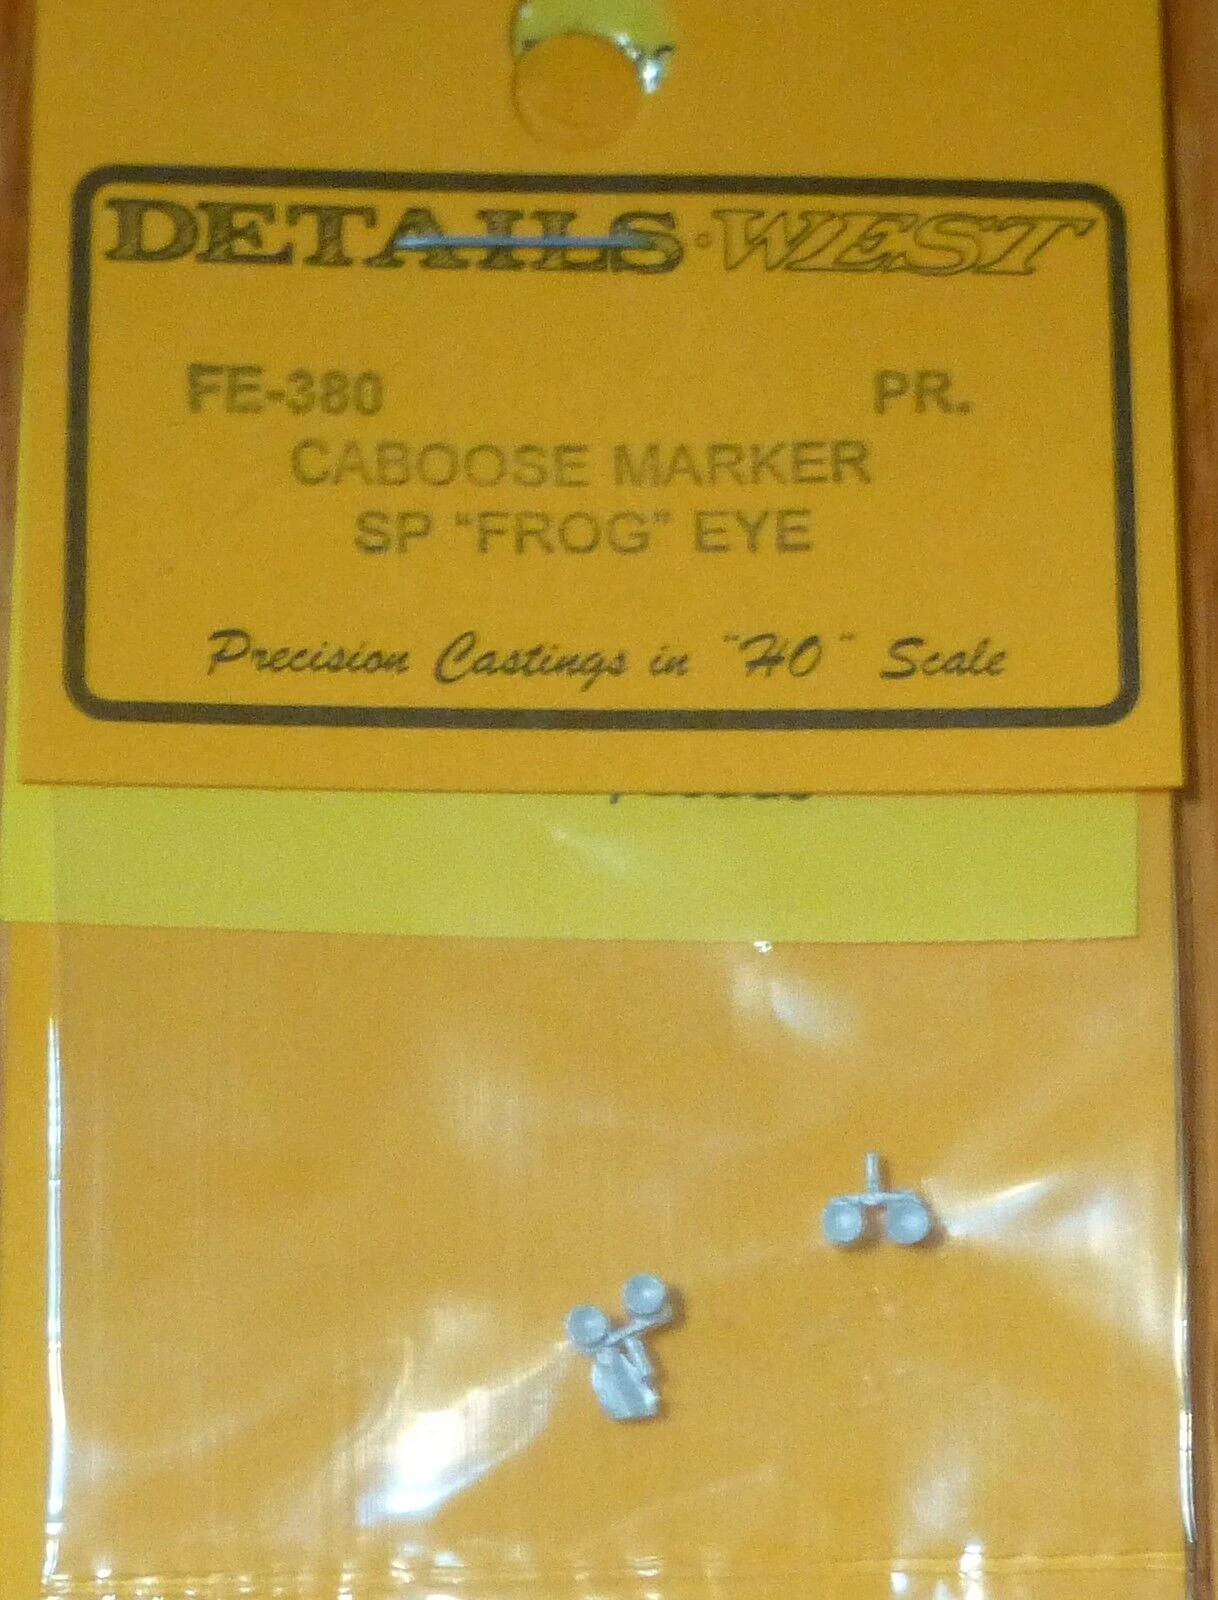 DETAILS WEST
FE-380 PR.
CABOOSE MARKER
SP "FROG" EYE
Precision Castings in "HO" Scale